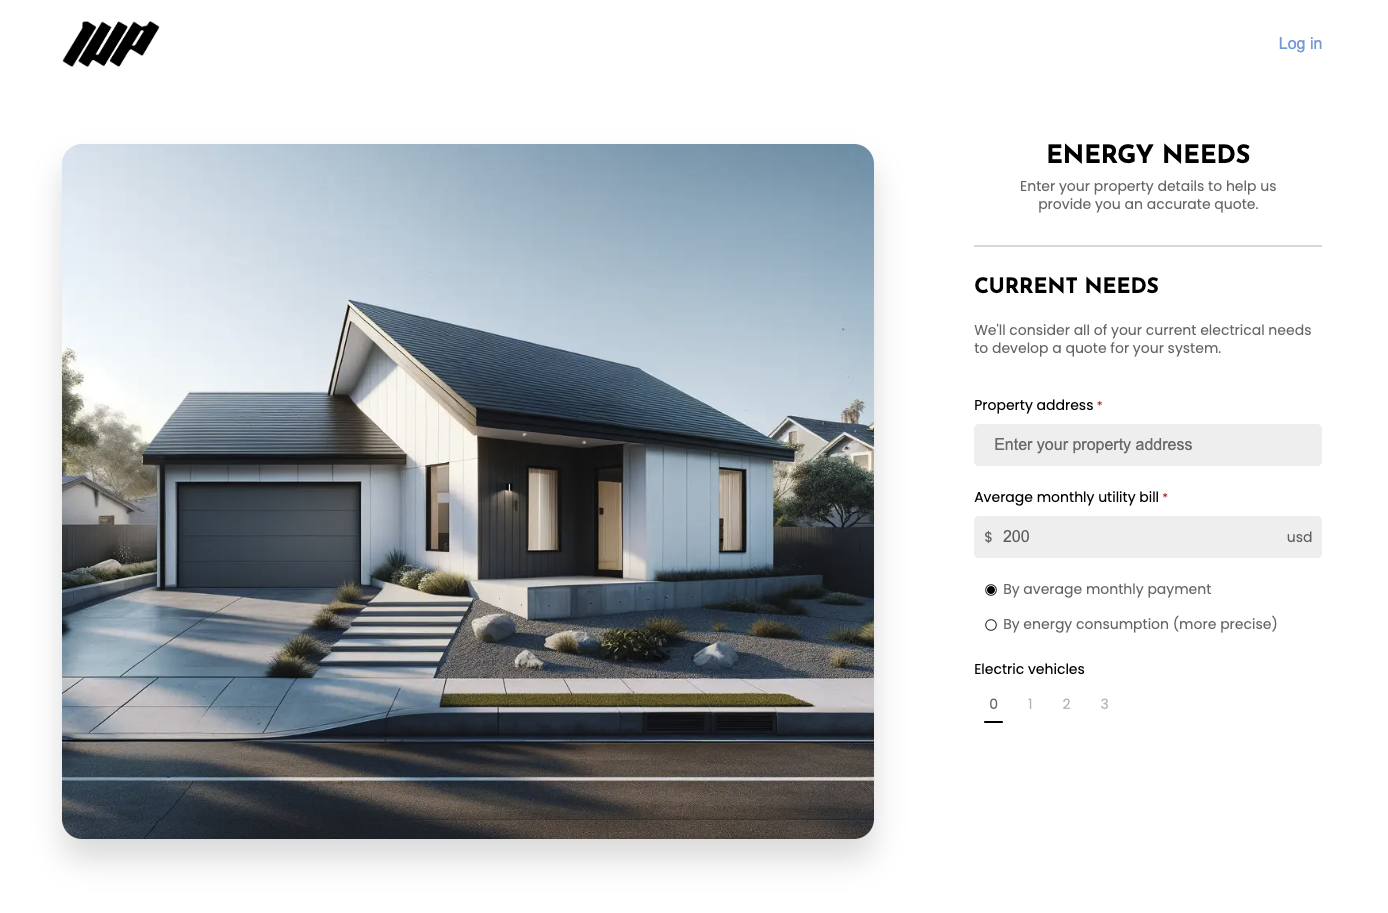 Log in
ENERGY NEEDS
Enter your property details to help us
provide you an accurate quote.
CURRENT NEEDS
We'll consider all of your current electrical needs
to develop a quote for your system.
Property address *
Enter your property address
Average monthly utility bill *
$ 200 usd
By average monthly payment
By energy consumption (more precise)
Electric vehicles
0 1 2 3